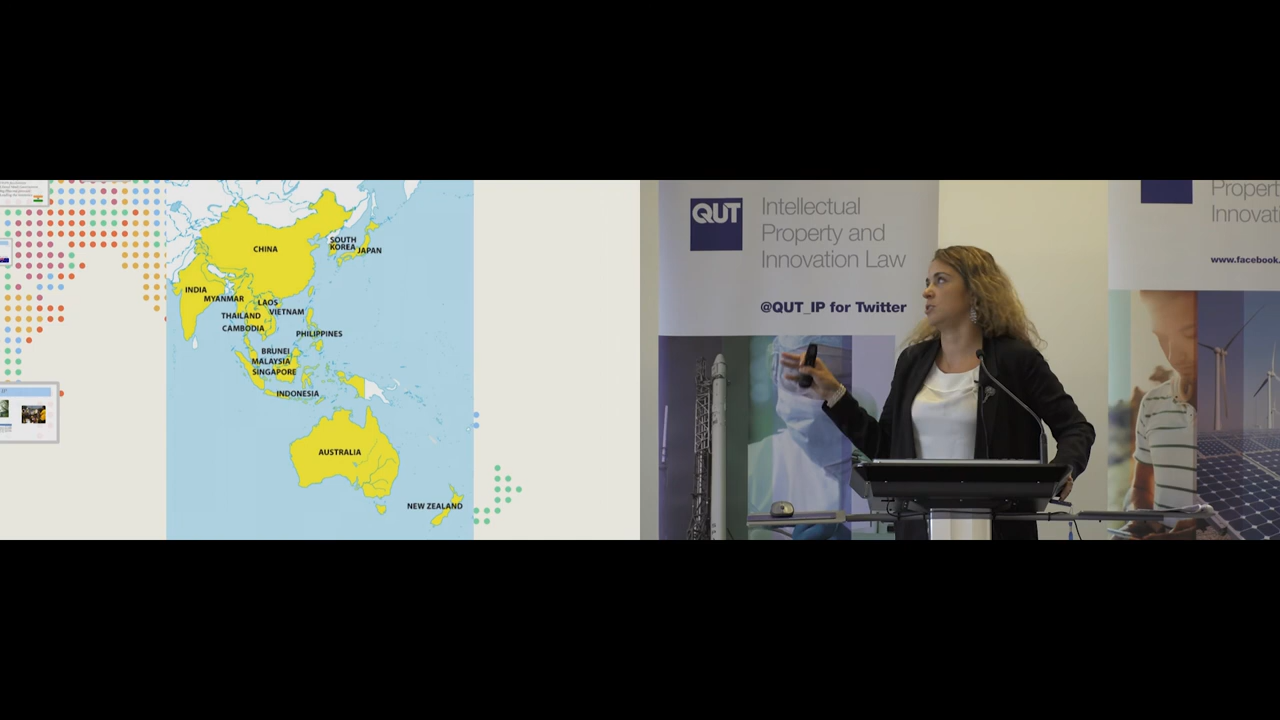 CHINA
SOUTH
KOREA
JAPAN
INDIA
MYANMAR
LAOS
THAILAND
VIETNAM
CAMBODIA
PHILIPPINES
BRUNEI
MALAYSIA
SINGAPORE
INDONESIA
AUSTRALIA
NEW ZEALAND
QUT
Intellectual
Property and
Innovation Law
@QUT_IP for Twitter
Propert
Innovati
www.facebook.